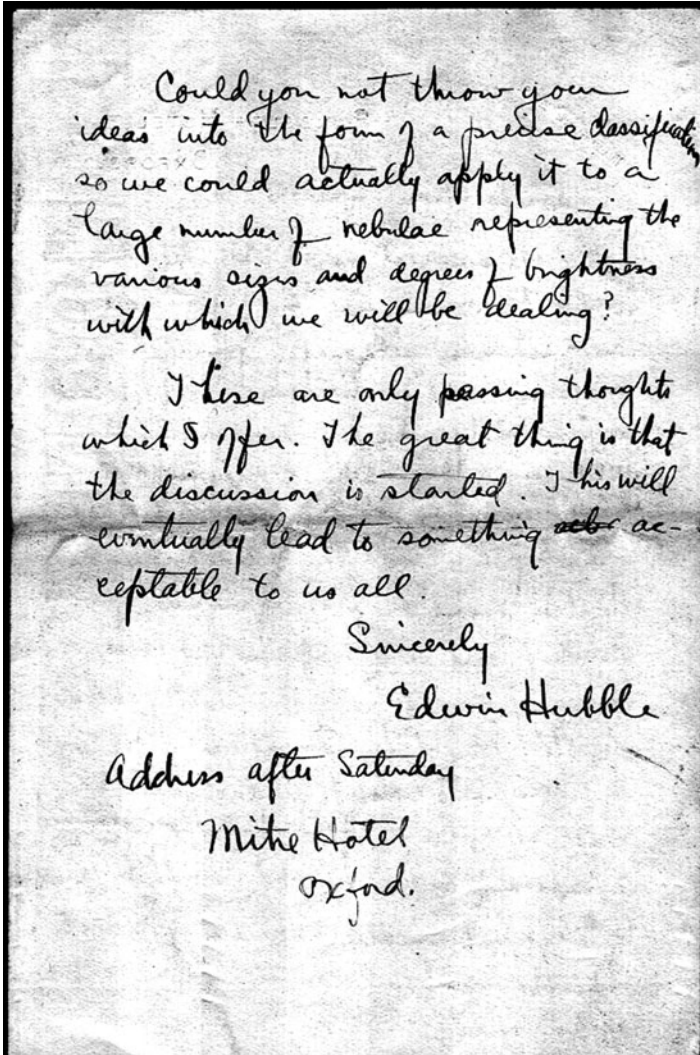 Could you not throw your
ideas into the form of a precise classification
so we could actually apply it to a
large number of nebulae representing the
various sizes and degrees of brightness
with which we will be dealing?
These are only passing thoughts
which I offer. The great thing is that
the discussion is started. This will
eventually lead to something ac-
ceptable to us all.
Sincerely
Edwin Hubble
Address after Saturday
Mitre Hotel
Oxford.